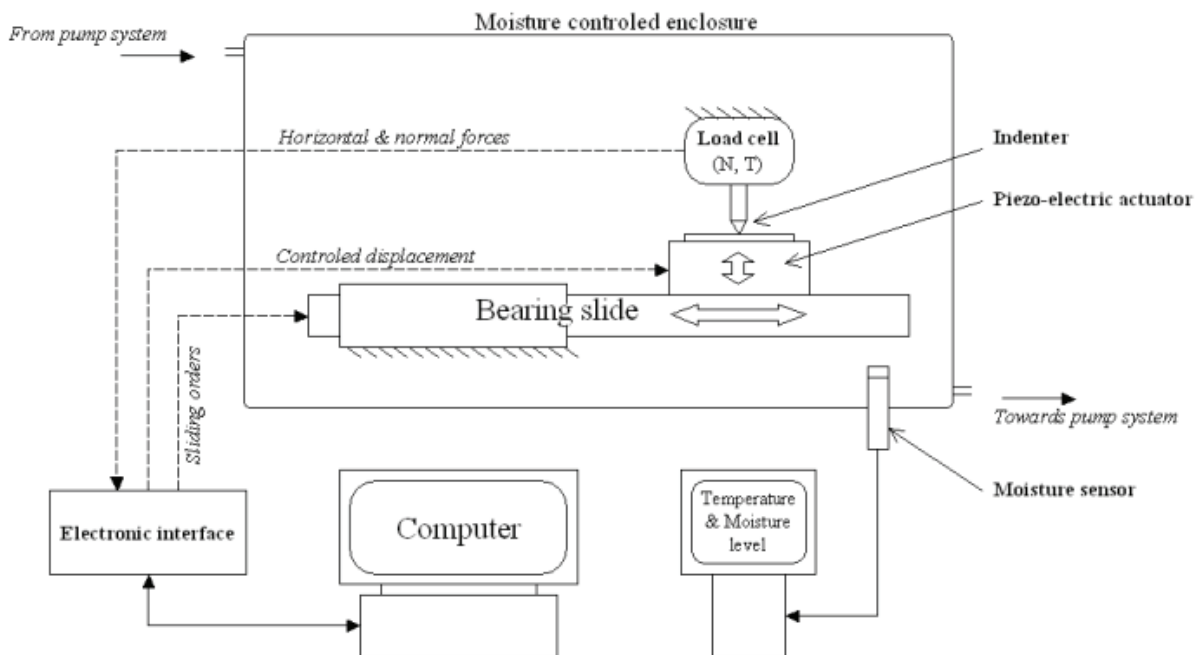 Moisture controled enclosure
From pump system
Horizontal & normal forces
Load cell
(N, T)
Indenter
Piezo-electric actuator
Controled displacement
Bearing slide
Sliding orders
Towards pump system
Moisture sensor
Electronic interface
Computer
Temperature
& Moisture
level